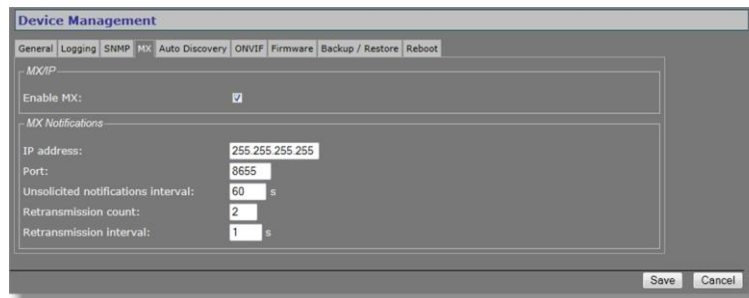 Device Management
General Logging SNMP MX Auto Discovery ONVIF Firmware Backup / Restore Reboot
MX/IP
Enable MX:
MX Notifications
IP address: 255.255.255.255
Port: 8655
Unsolicited notifications interval: 60 s
Retransmission count: 2
Retransmission interval: 1 s
Save Cancel